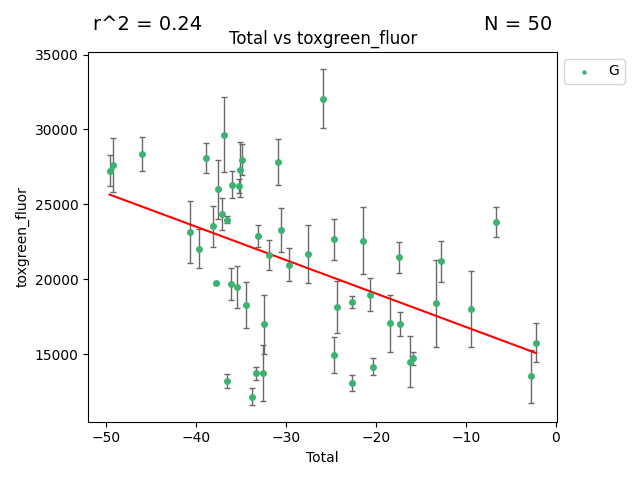 r^2 = 0.24
N = 50
Total vs toxgreen_fluor
G
35000
30000
25000
20000
15000
toxgreen_fluor
−50
−40
−30
−20
−10
0
Total